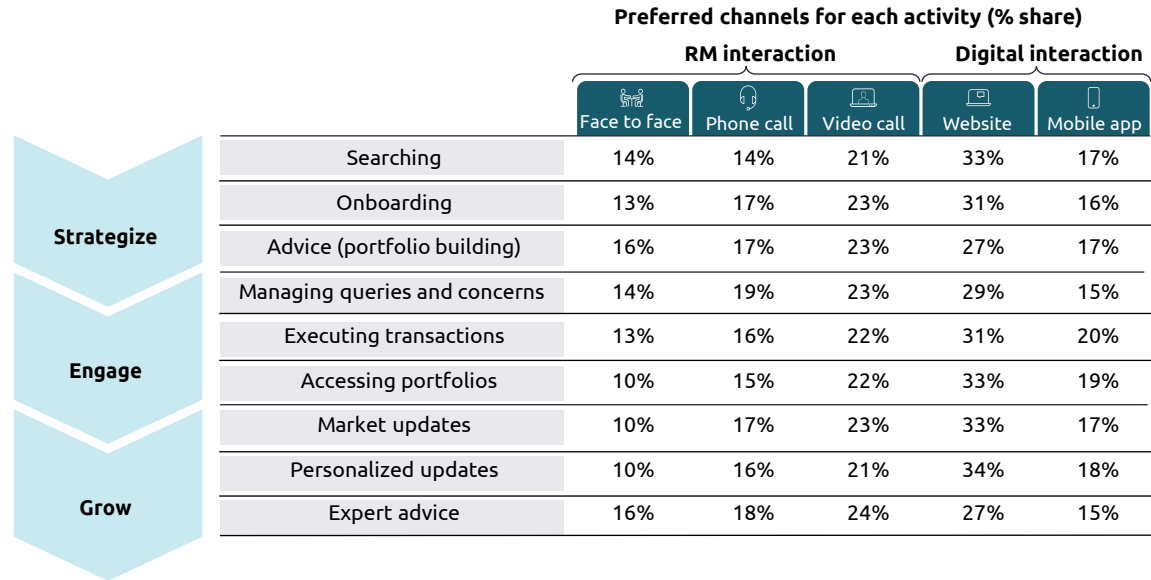 Preferred channels for each activity (% share)
RM interaction Digital interaction
Face to face Phone call Video call Website Mobile app
Searching 14% 14% 21% 33% 17%
Onboarding 13% 17% 23% 31% 16%
Strategize
Advice (portfolio building) 16% 17% 23% 27% 17%
Managing queries and concerns 14% 19% 23% 29% 15%
Executing transactions 13% 16% 22% 31% 20%
Engage
Accessing portfolios 10% 15% 22% 33% 19%
Market updates 10% 17% 23% 33% 17%
Personalized updates 10% 16% 21% 34% 18%
Grow
Expert advice 16% 18% 24% 27% 15%